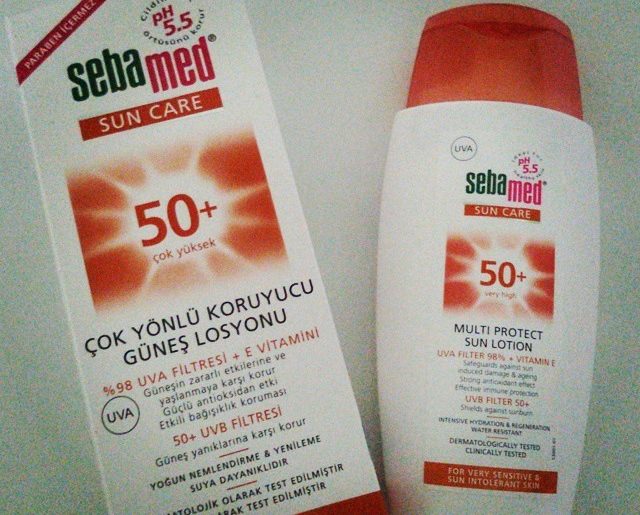 PARABEN İÇERMEZ
pH
5.5
sebamed®
SUN CARE
50+
çok yüksek
ÇOK YÖNLÜ KORUYUCU
GÜNEŞ LOSYONU
%98 UVA FİLTRESİ + E VİTAMİNİ
Güneşin zararlı etkilerine ve
yaşlanmaya karşı korur
Güçlü antioksidan etki
Etkili bağışıklık koruması
UVA
50+ UVB FİLTRESİ
Güneş yanıklarına karşı korur
YOĞUN NEMLENDİRME & YENİLEME
SUYA DAYANIKLIDIR
MATOLOJİK OLARAK TEST EDİLMİŞTİR
OLARAK TEST EDİLMİŞTİR
UVA
pH
5.5
sebamed®
SUN CARE
50+
very high
MULTI PROTECT
SUN LOTION
UVA FILTER 98% + VITAMIN E
Safeguards against sun
induced damage & ageing
Strong antioxidant effect
Effective immune protection
UVB FILTER 50+
Shields against sunburn
INTENSIVE HYDRATION & REGENERATION
WATER RESISTANT
DERMATOLOGICALLY TESTED
CLINICALLY TESTED
FOR VERY SENSITIVE &
SUN INTOLERANT SKIN